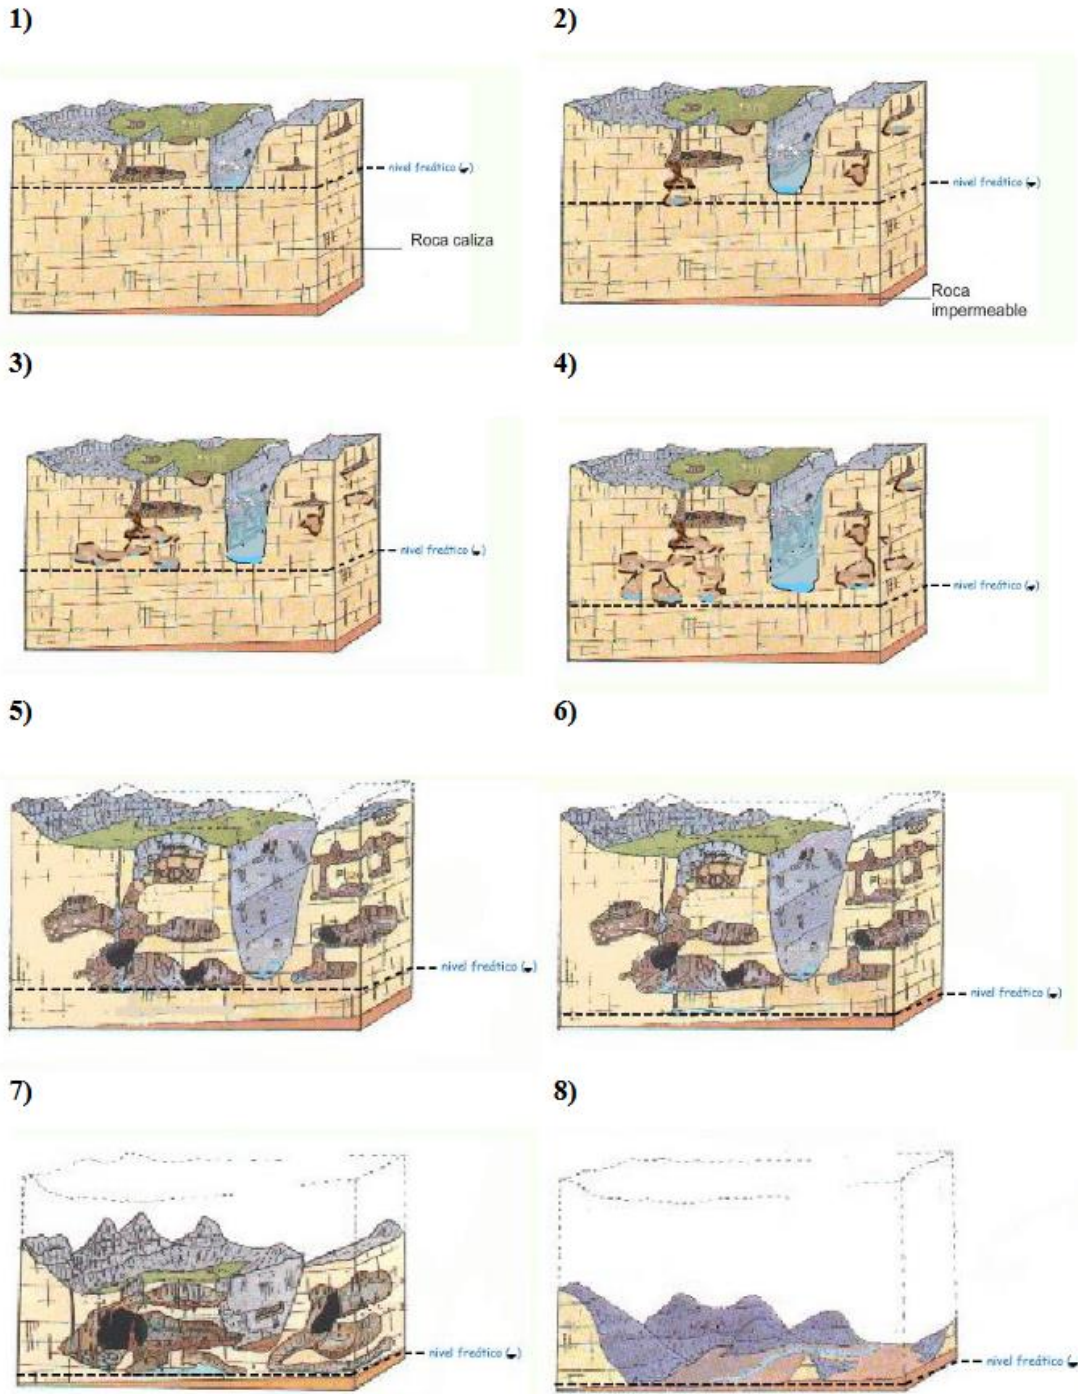 1)
2)
nivel freático
nivel freático
Roca caliza
Roca
impermeable
3)
4)
nivel freático
nivel freático
5)
6)
nivel freático
nivel freático
7)
8)
nivel freático
nivel freático